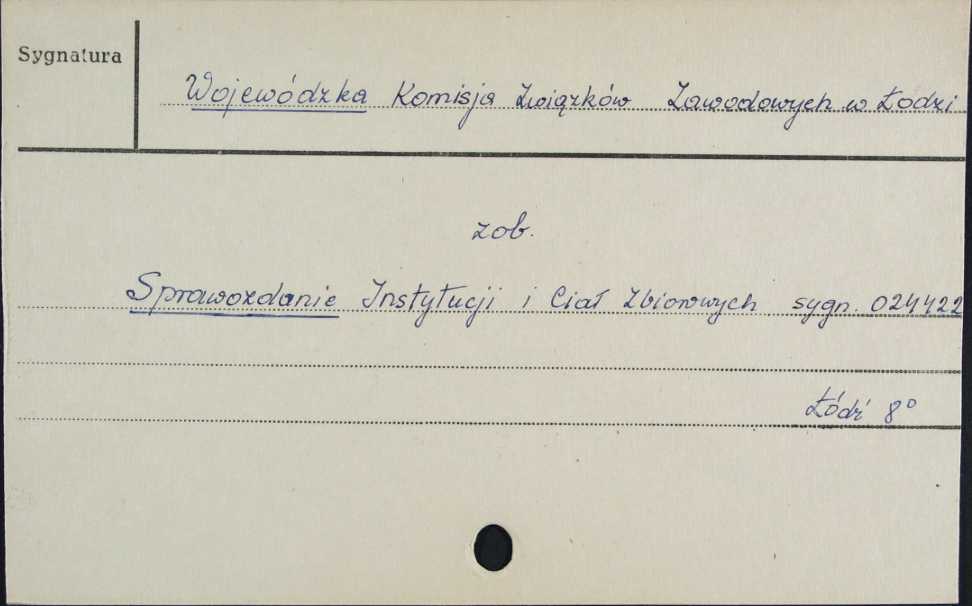 Sygnatura
Wojewódzka Komisja Związków Zawodowych w Łodzi
zob.
Sprawozdanie Instytucji i Ciał Zbiorowych sygn. 024422
Łódź 8°